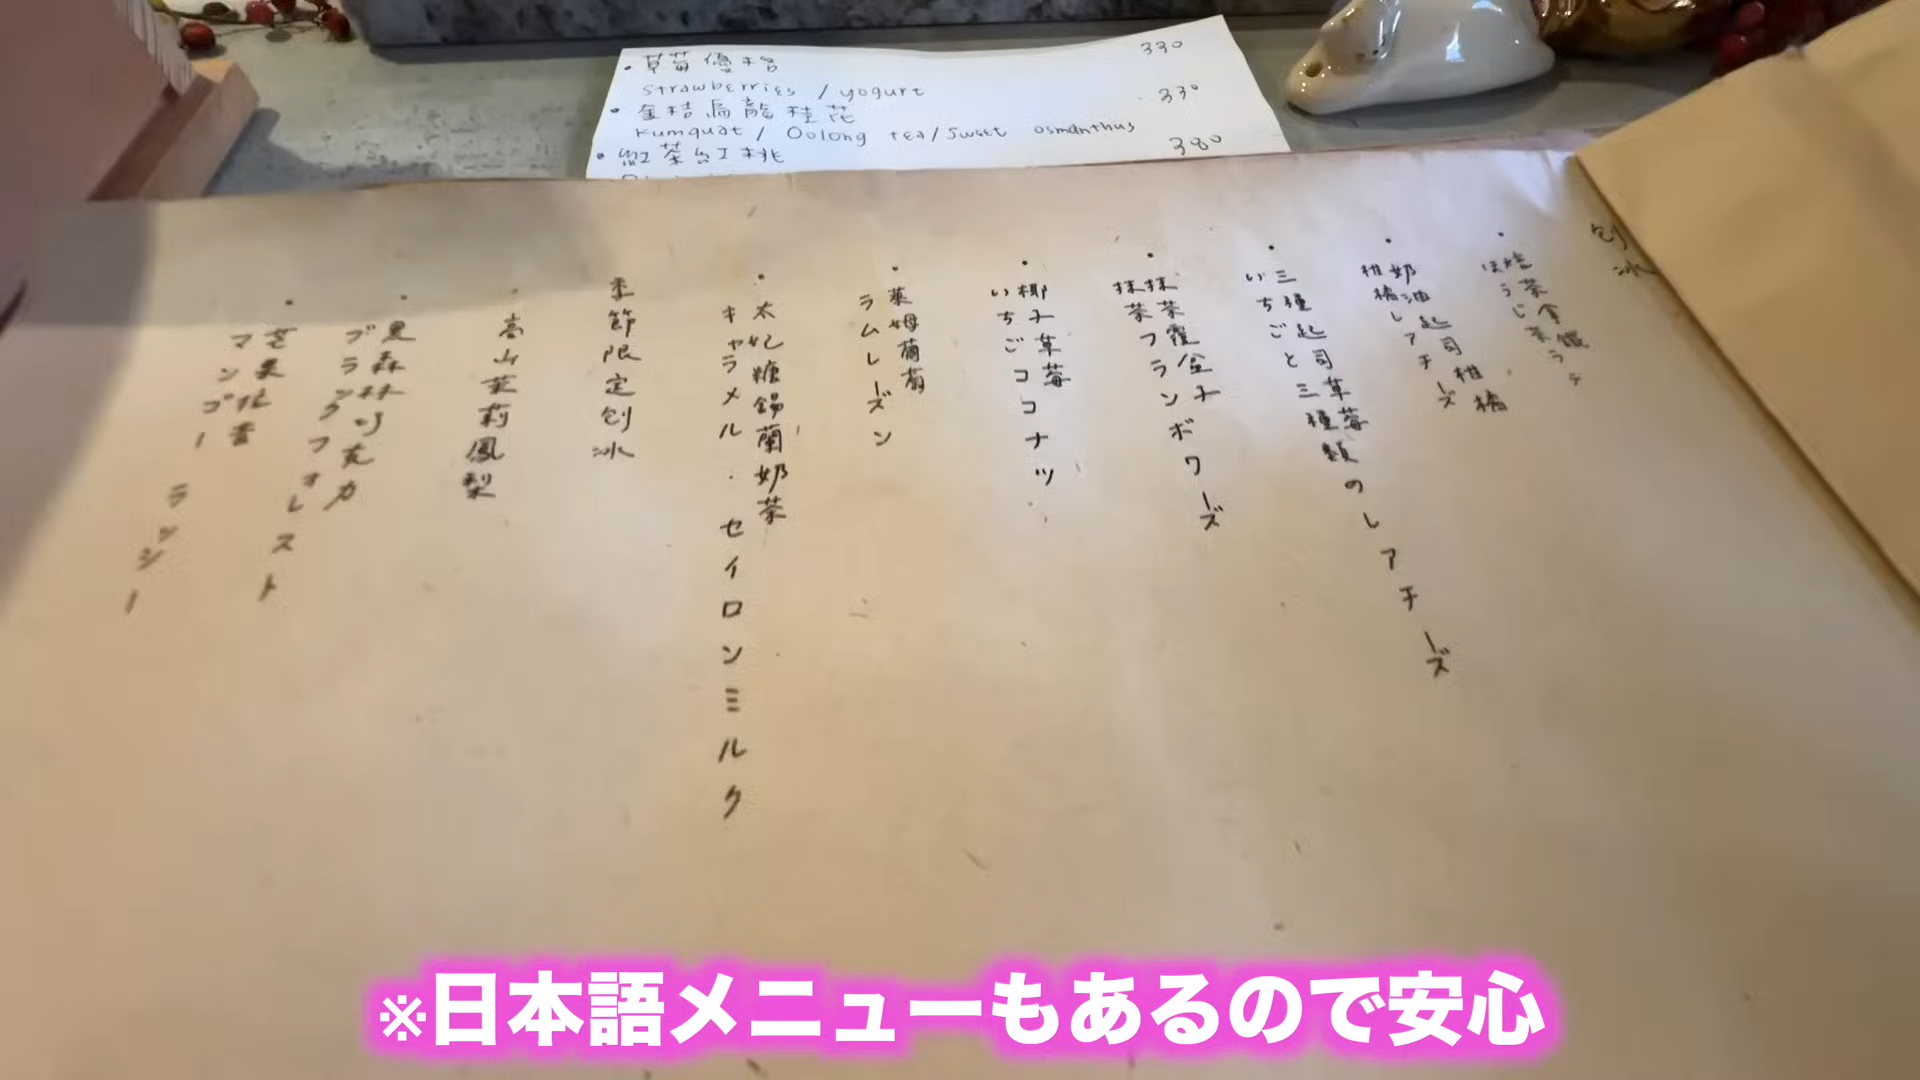 ・草莓優格 330
strawberries / yogurt
・金桔烏龍桂花 330
kumquat / Oolong tea / Sweet osmanthus
・紅茶紅桃 380
刨冰
・焙茶金鑽
ほうじ茶ラテ
・奶油起司柑橘
柑橘レアチーズ
・三種起司草莓
いちごと三種類のレアチーズ
・抹茶覆盆子
抹茶フランボワーズ
・椰子草莓
いちごココナツ
・萊姆葡萄
ラムレーズン
・太妃糖錫蘭奶茶
キャラメル・セイロンミルク
季節限定刨冰
・高山茉莉鳳梨
・黑森林巧克力
ブラックフォレスト
・芒果拉昔
マンゴーラッシー
※日本語メニューもあるので安心